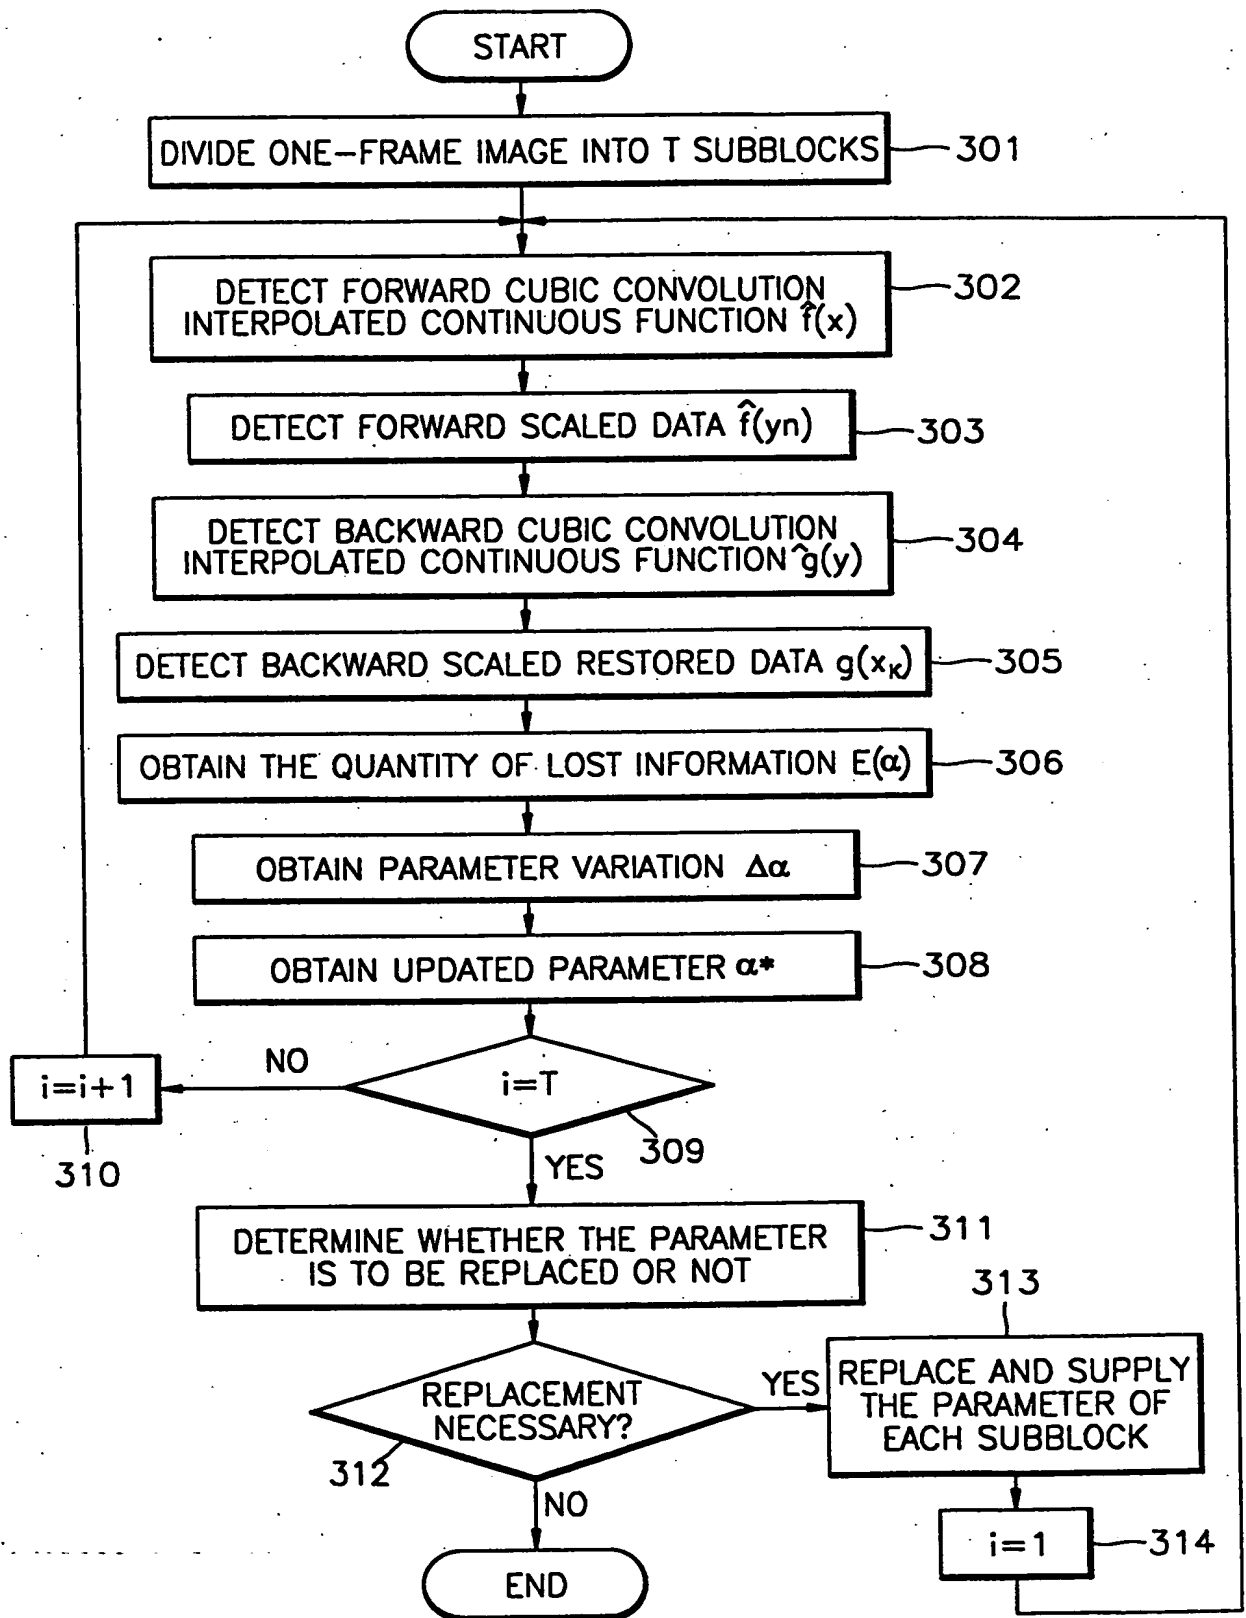 START
DIVIDE ONE-FRAME IMAGE INTO T SUBBLOCKS
301
DETECT FORWARD CUBIC CONVOLUTION
INTERPOLATED CONTINUOUS FUNCTION f̂(x)
302
DETECT FORWARD SCALED DATA f̂(yn)
303
DETECT BACKWARD CUBIC CONVOLUTION
INTERPOLATED CONTINUOUS FUNCTION ĝ(y)
304
DETECT BACKWARD SCALED RESTORED DATA g(xK)
305
OBTAIN THE QUANTITY OF LOST INFORMATION E(α)
306
OBTAIN PARAMETER VARIATION Δα
307
OBTAIN UPDATED PARAMETER α*
308
i=T
309
NO
i=i+1
310
YES
DETERMINE WHETHER THE PARAMETER
IS TO BE REPLACED OR NOT
311
REPLACEMENT
NECESSARY?
312
YES
REPLACE AND SUPPLY
THE PARAMETER OF
EACH SUBBLOCK
313
i=1
314
NO
END